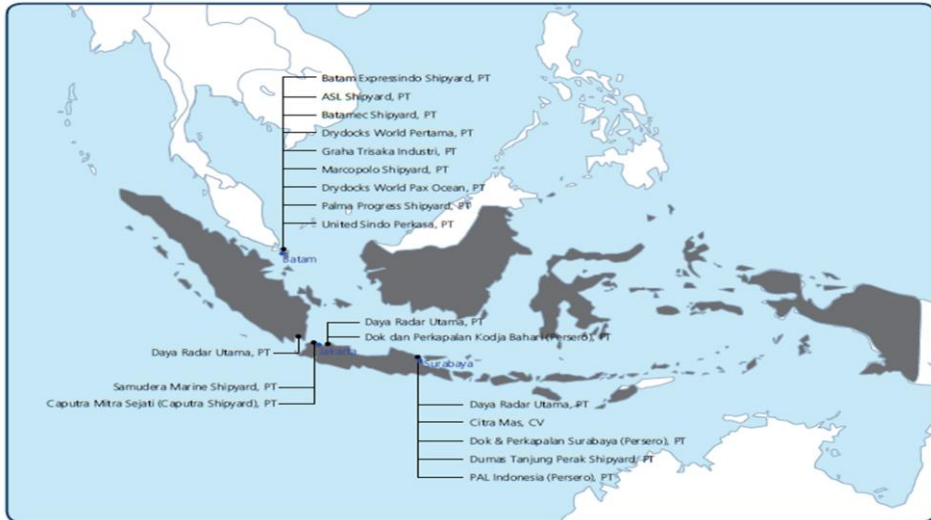 Batam Expressindo Shipyard, PT
ASL Shipyard, PT
Batamec Shipyard, PT
Drydocks World Pertama, PT
Graha Trisaka Industri, PT
Marcopolo Shipyard, PT
Drydocks World Pax Ocean, PT
Palma Progress Shipyard, PT
United Sindo Perkasa, PT
Batam
Daya Radar Utama, PT
Dok dan Perkapalan Kodja Bahari (Persero), PT
Jakarta
Daya Radar Utama, PT
Surabaya
Samudera Marine Shipyard, PT
Caputra Mitra Sejati (Caputra Shipyard), PT
Daya Radar Utama, PT
Citra Mas, CV
Dok & Perkapalan Surabaya (Persero), PT
Dumas Tanjung Perak Shipyard, PT
PAL Indonesia (Persero), PT